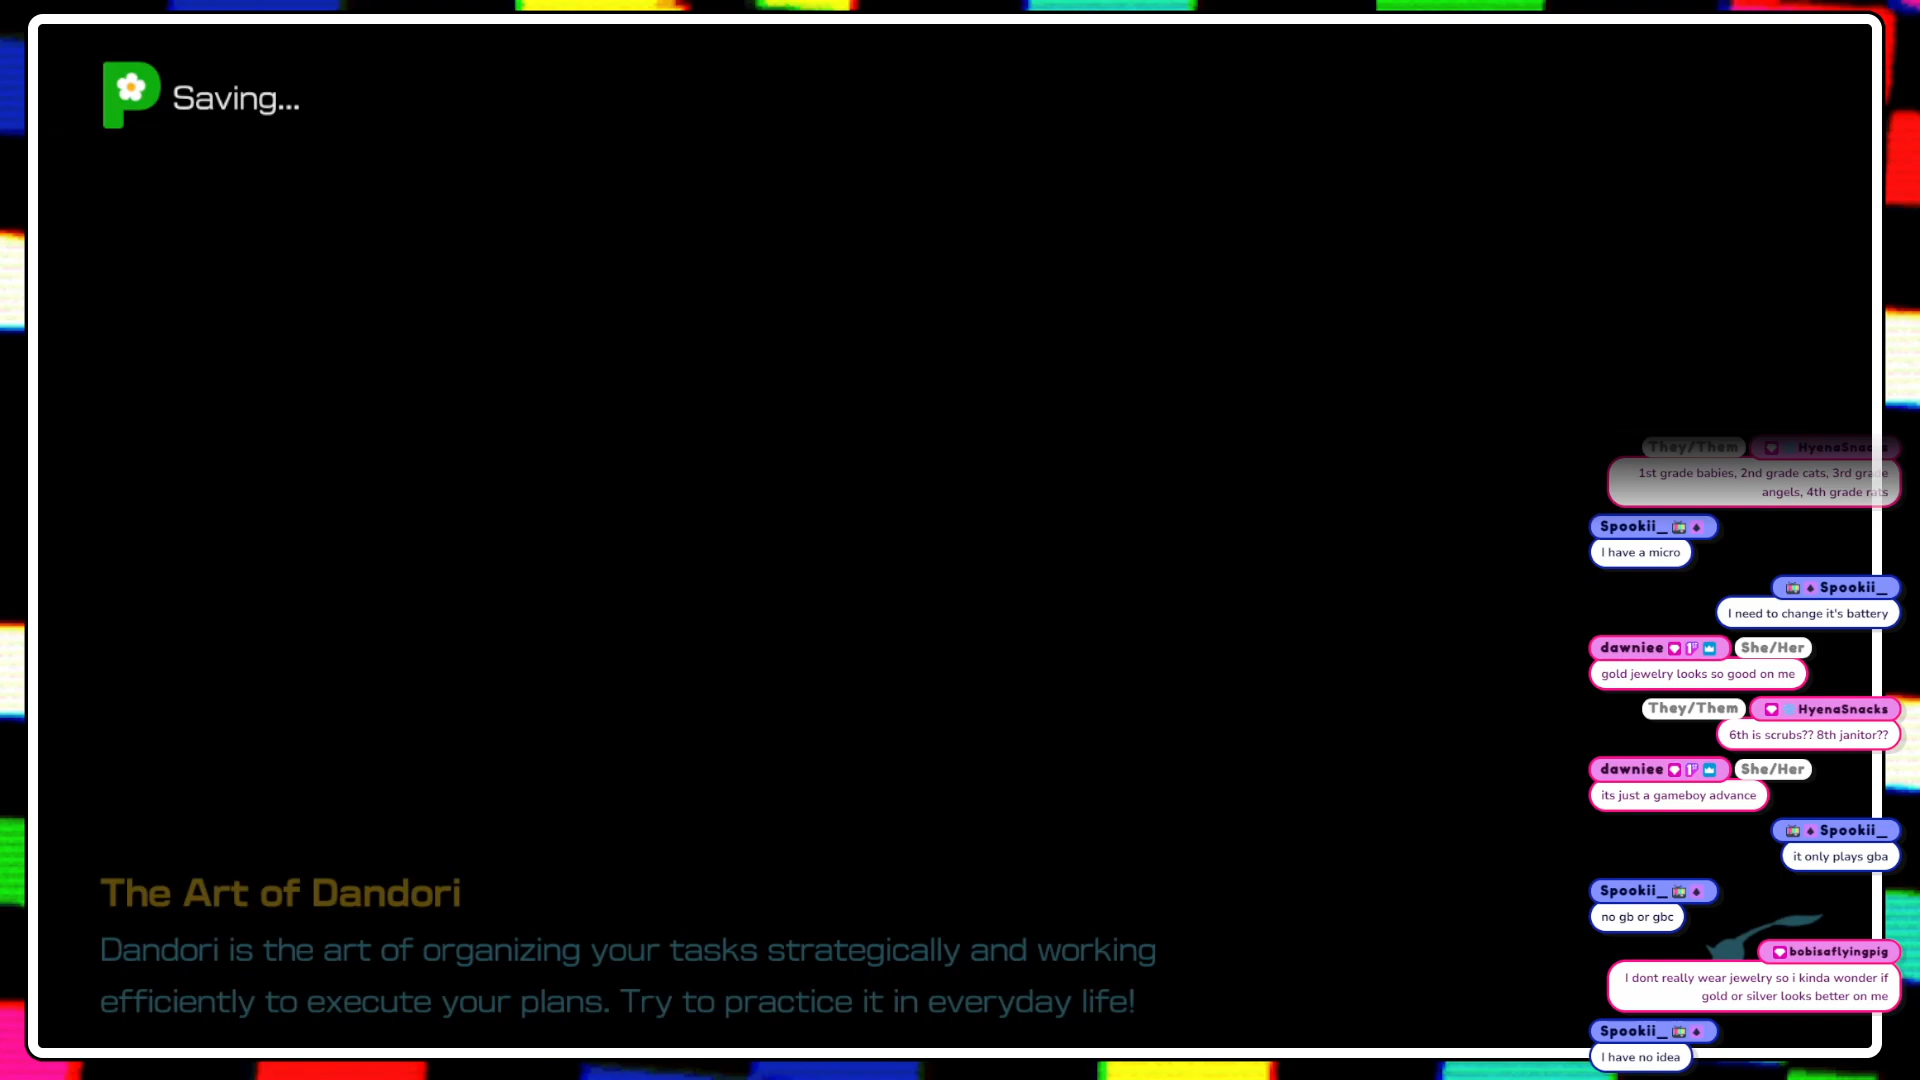 Saving...
They/Them HyenaSnacks
1st grade babies, 2nd grade cats, 3rd grade
angels, 4th grade rats
Spookii_
I have a micro
Spookii_
I need to change it's battery
dawniee She/Her
gold jewelry looks so good on me
They/Them HyenaSnacks
6th is scrubs?? 8th janitor??
dawniee She/Her
its just a gameboy advance
Spookii_
it only plays gba
Spookii_
no gb or gbc
bobisaflyingpig
I dont really wear jewelry so i kinda wonder if
gold or silver looks better on me
Spookii_
I have no idea
The Art of Dandori
Dandori is the art of organizing your tasks strategically and working
efficiently to execute your plans. Try to practice it in everyday life!